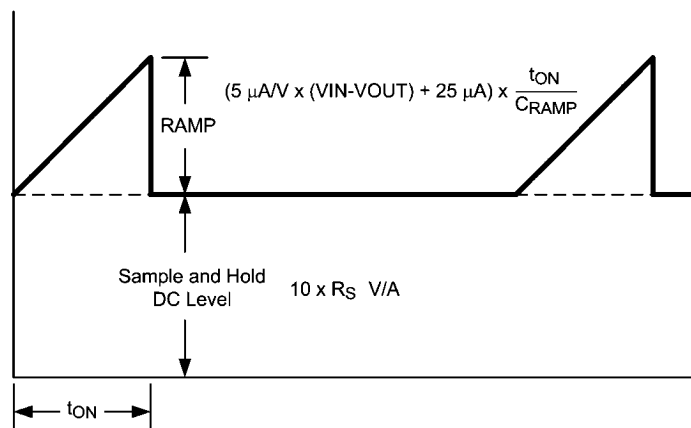 (5 μA/V x (VIN-VOUT) + 25 μA) x tON / CRAMP
RAMP
Sample and Hold
DC Level
10 x RS V/A
tON